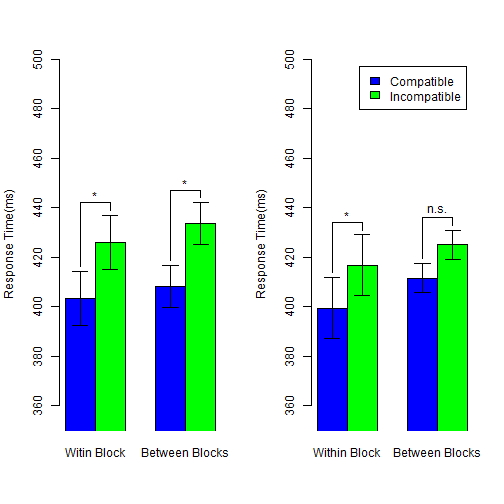 Response Time(ms)
500
480
460
440
420
400
380
360
*
*
Witin Block
Between Blocks
Response Time(ms)
500
480
460
440
420
400
380
360
Compatible
Incompatible
*
n.s.
Within Block
Between Blocks